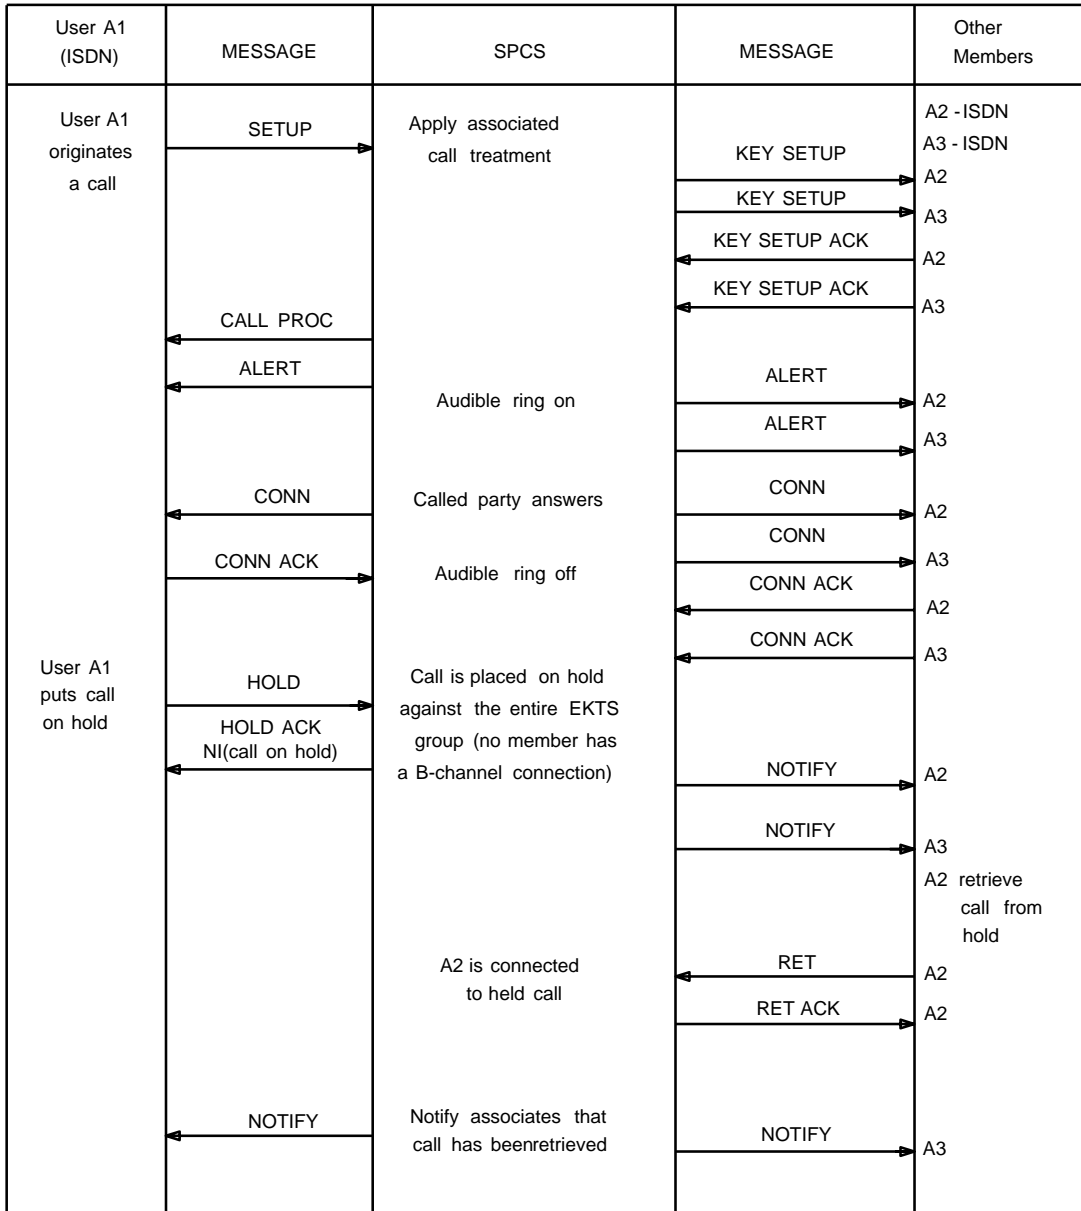 User A1
(ISDN)
MESSAGE
SPCS
MESSAGE
Other
Members
User A1
originates
a call
SETUP
Apply associated
call treatment
A2 - ISDN
A3 - ISDN
KEY SETUP
A2
KEY SETUP
A3
KEY SETUP ACK
A2
KEY SETUP ACK
A3
CALL PROC
ALERT
Audible ring on
ALERT
A2
ALERT
A3
CONN
Called party answers
CONN
A2
CONN
A3
CONN ACK
Audible ring off
CONN ACK
A2
CONN ACK
A3
User A1
puts call
on hold
HOLD
HOLD ACK
NI(call on hold)
Call is placed on hold
against the entire EKTS
group (no member has
a B-channel connection)
NOTIFY
A2
NOTIFY
A3
A2 retrieve
call from
hold
A2 is connected
to held call
RET
A2
RET ACK
A2
NOTIFY
Notify associates that
call has beenretrieved
NOTIFY
A3